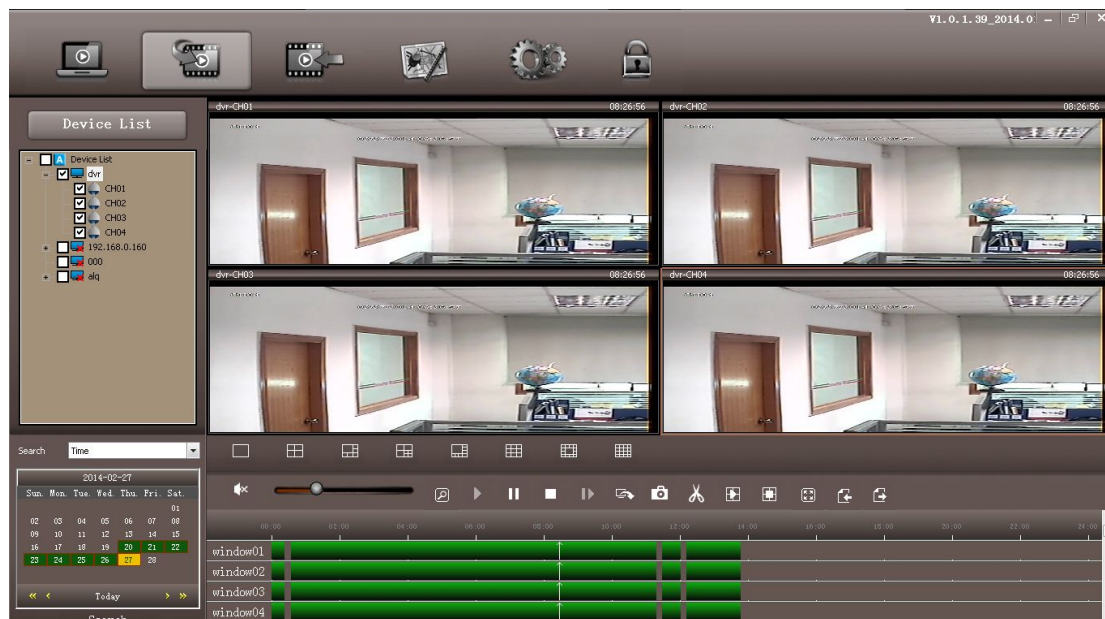 V1.0.1.39_2014.0
Device List
Device List
dvr
CH01
CH02
CH03
CH04
192.168.0.160
000
alq
dvr-CH01 08:26:56
dvr-CH02 08:26:56
dvr-CH03 08:26:56
dvr-CH04 08:26:56
Search Time
2014-02-27
Sun. Mon. Tue. Wed. Thu. Fri. Sat.
01
02 03 04 05 06 07 08
09 10 11 12 13 14 15
16 17 18 19 20 21 22
23 24 25 26 27 28
« < Today > »
Search
00:00 02:00 04:00 06:00 08:00 10:00 12:00 14:00 16:00 18:00 20:00 22:00 24:00
window01
window02
window03
window04